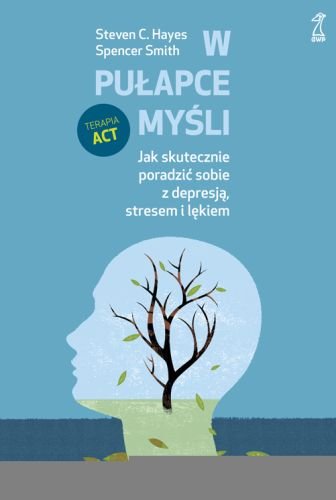 Steven C. Hayes
Spencer Smith
W
PUŁAPCE
MYŚLI
TERAPIA
ACT
Jak skutecznie
poradzić sobie
z depresją,
stresem i lękiem
GWP